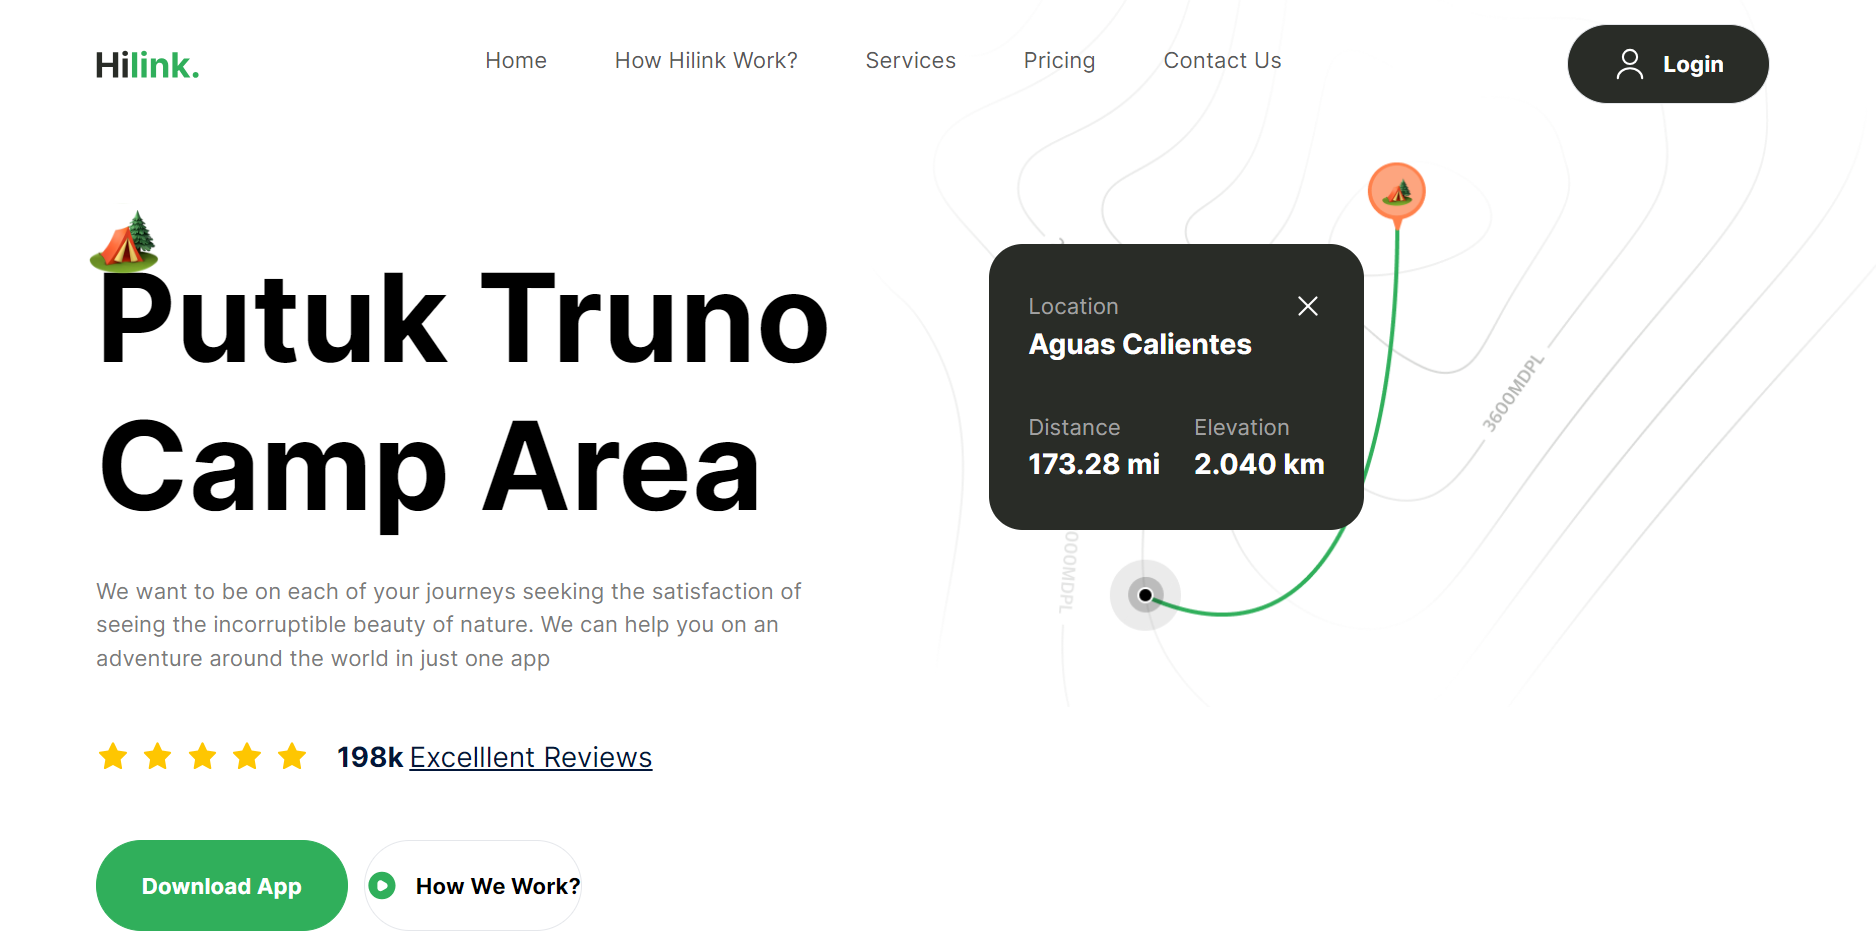 Hilink.
Home
How Hilink Work?
Services
Pricing
Contact Us
Login
Putuk Truno
Camp Area
We want to be on each of your journeys seeking the satisfaction of
seeing the incorruptible beauty of nature. We can help you on an
adventure around the world in just one app
198k Excelllent Reviews
Download App
How We Work?
Location
Aguas Calientes
Distance
Elevation
173.28 mi
2.040 km
3600MDPL
000MDPL